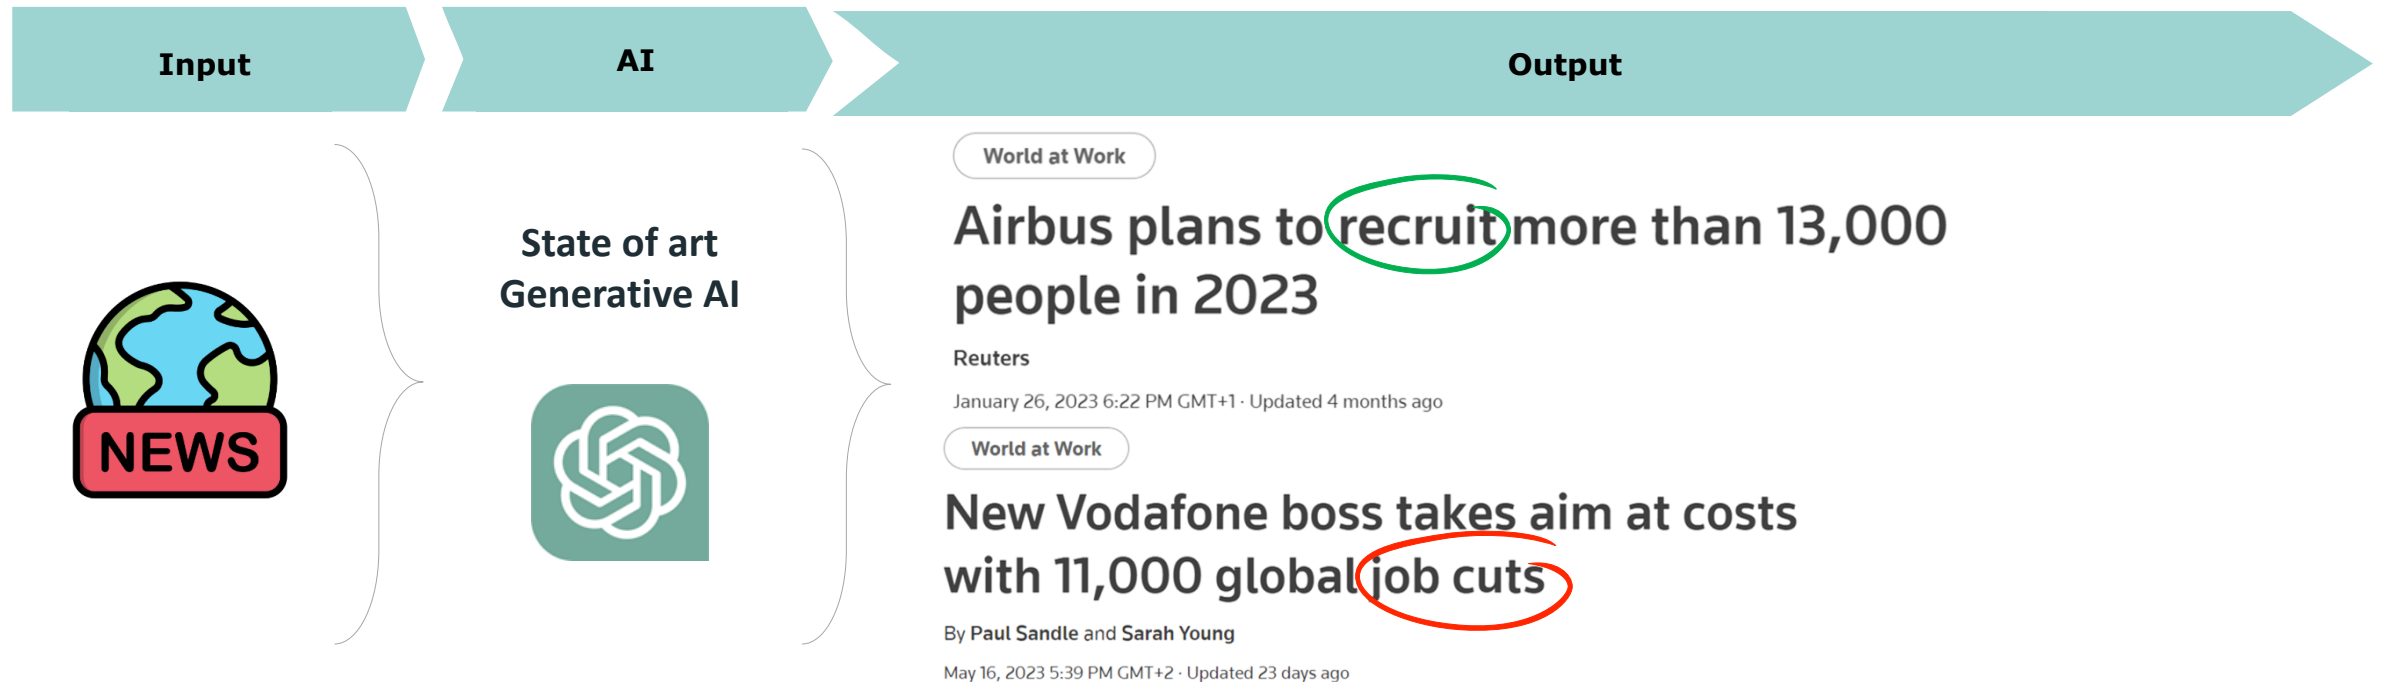 Input
AI
Output
NEWS
State of art
Generative AI
World at Work
Airbus plans to recruit more than 13,000
people in 2023
Reuters
January 26, 2023 6:22 PM GMT+1 · Updated 4 months ago
World at Work
New Vodafone boss takes aim at costs
with 11,000 global job cuts
By Paul Sandle and Sarah Young
May 16, 2023 5:39 PM GMT+2 · Updated 23 days ago